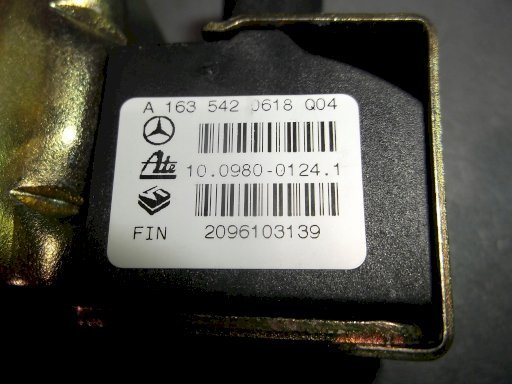 A 163 542 0618 Q04
Ate
10.0980-0124.1
FIN 2096103139